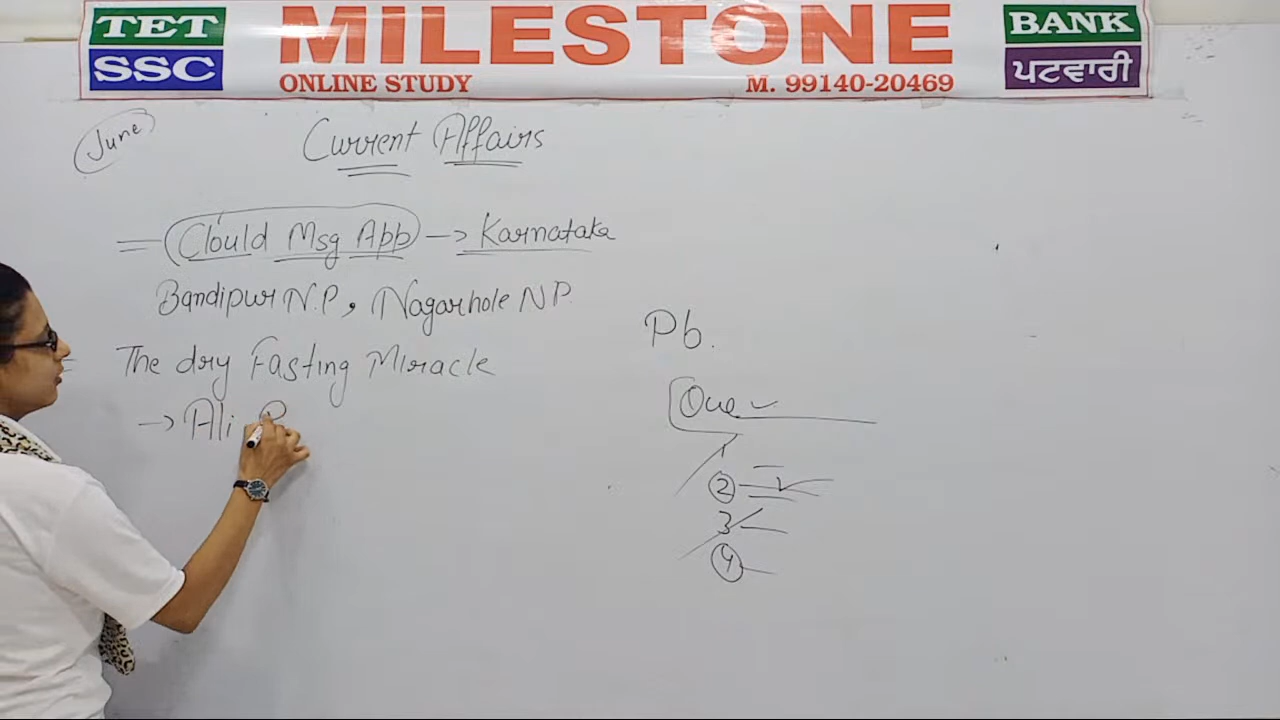 TET
SSC
MILESTONE
ONLINE STUDY M. 99140-20469
BANK
ਪਟਵਾਰੀ
June
Current Affairs
= Clould Msg App -> Karnataka
Bandipur N.P, Nagarhole NP
= The dry Fasting Miracle
-> Ali
Pb.
Que
1
2
3
4